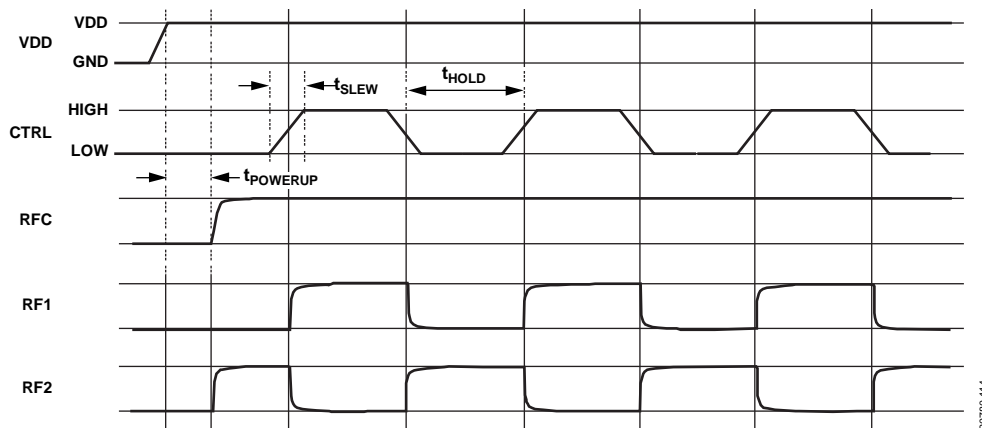 VDD
VDD
GND
tSLEW
tHOLD
HIGH
CTRL
LOW
tPOWERUP
RFC
RF1
RF2